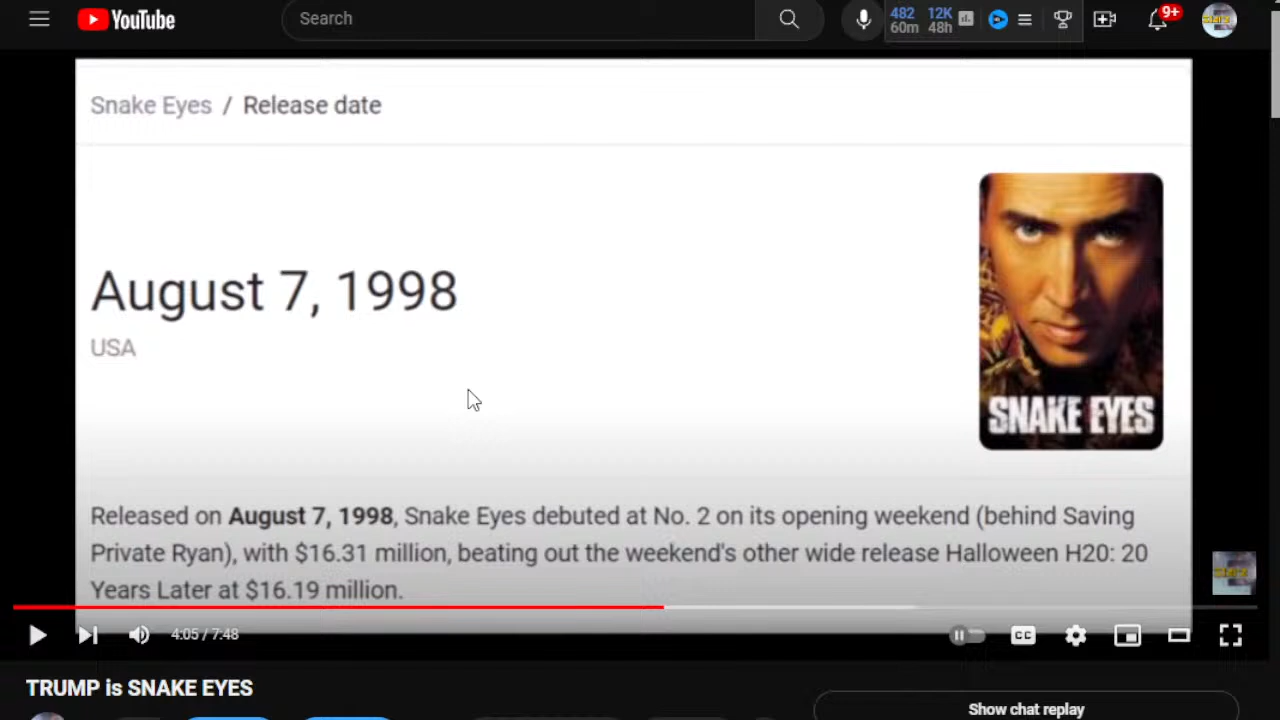 YouTube
Search
482 12K
60m 48h
9+
Snake Eyes / Release date
August 7, 1998
USA
SNAKE EYES
Released on August 7, 1998, Snake Eyes debuted at No. 2 on its opening weekend (behind Saving
Private Ryan), with $16.31 million, beating out the weekend's other wide release Halloween H20: 20
Years Later at $16.19 million.
4:05 / 7:48
CC
TRUMP is SNAKE EYES
Show chat replay